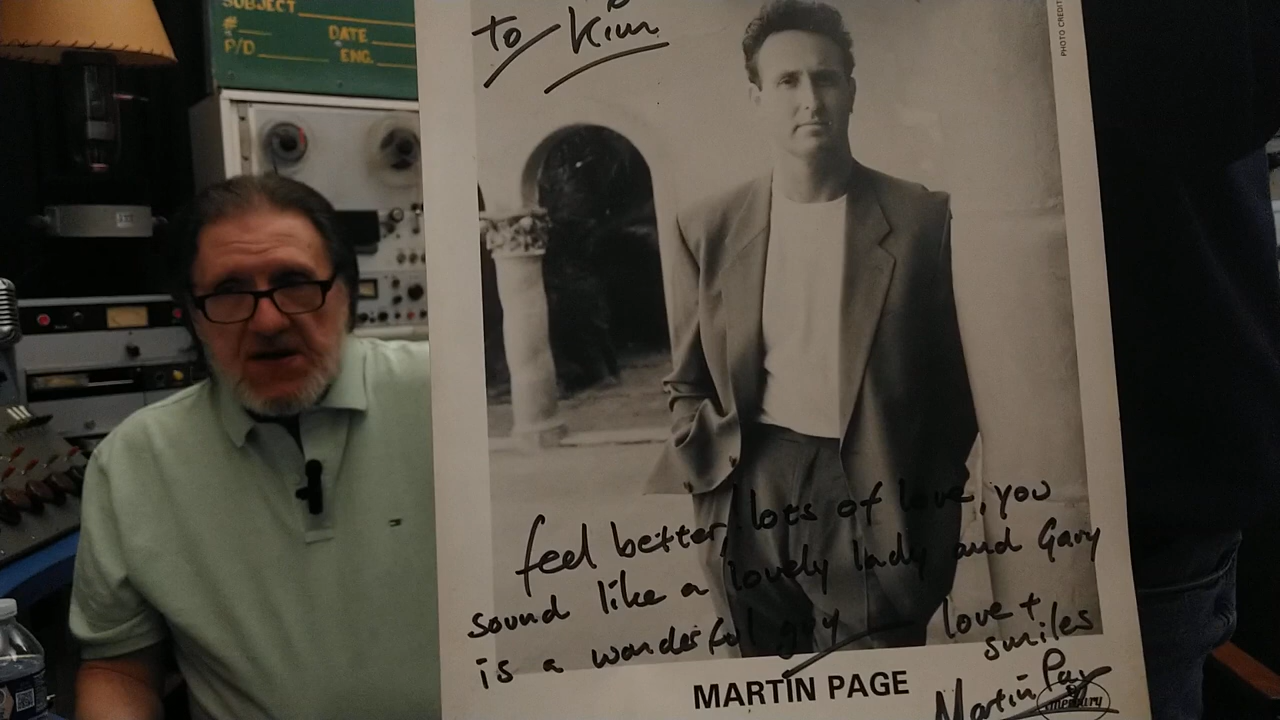 SUBJECT
#
DATE
P/D
ENG.
to Kim
PHOTO CREDIT
feel better, lots of love, you
sound like a lovely lady and Gary
is a wonderful guy
love +
smiles
Martin Page
MARTIN PAGE
mercury